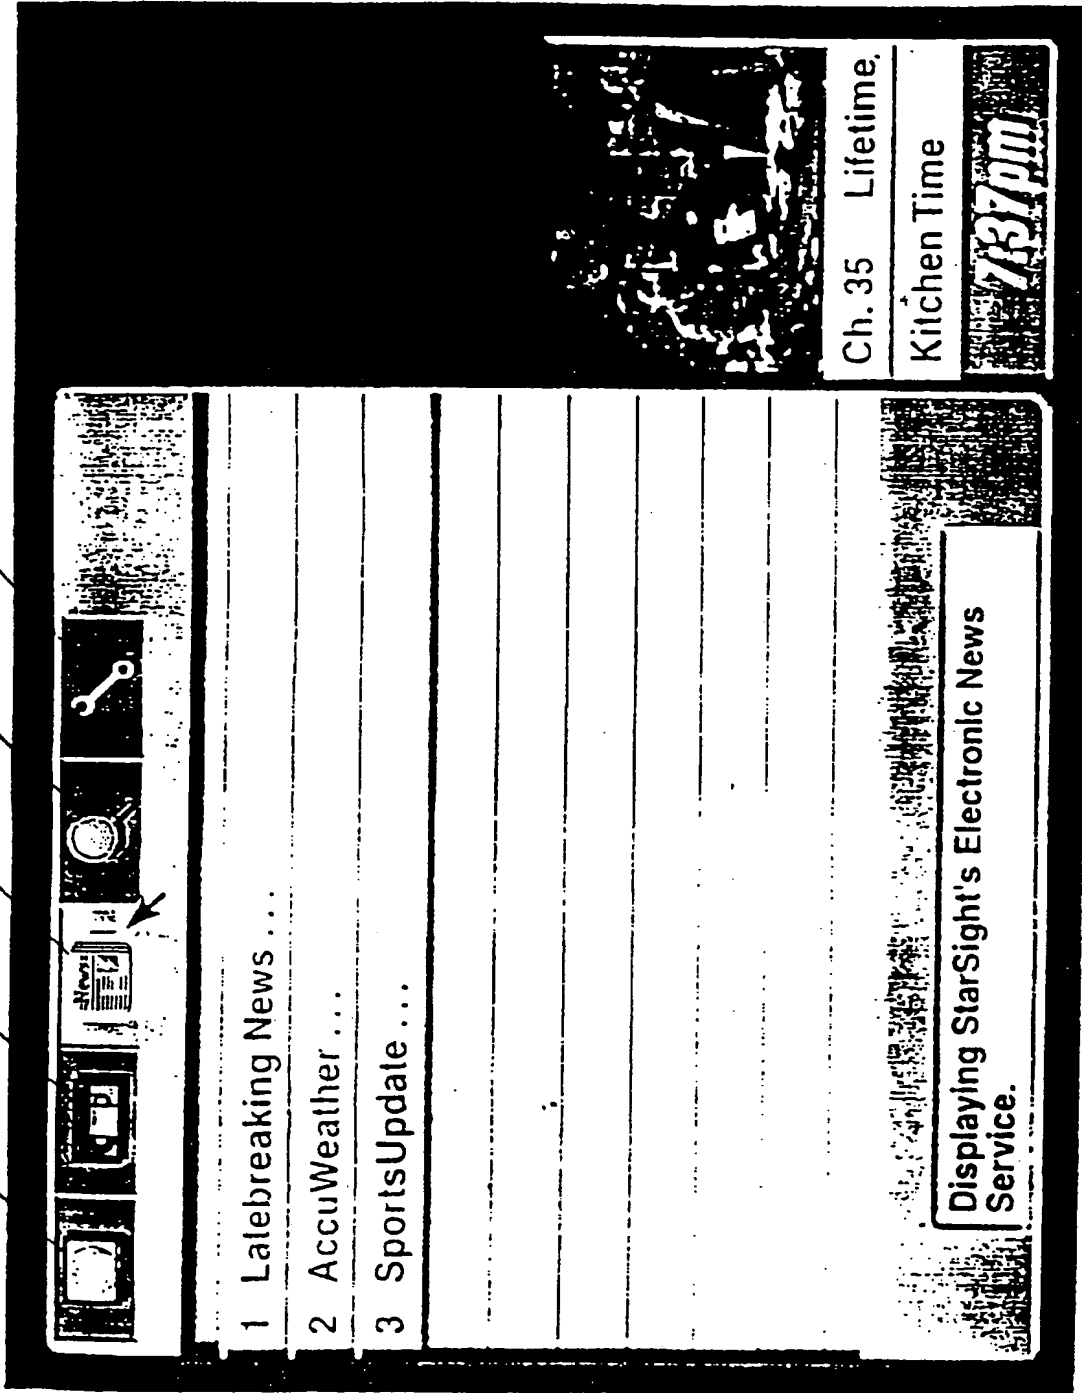 News
1 Latebreaking News...
2 AccuWeather...
3 SportsUpdate...
Displaying StarSight's Electronic News
Service.
Ch. 35 Lifetime
Kitchen Time
7:37pm